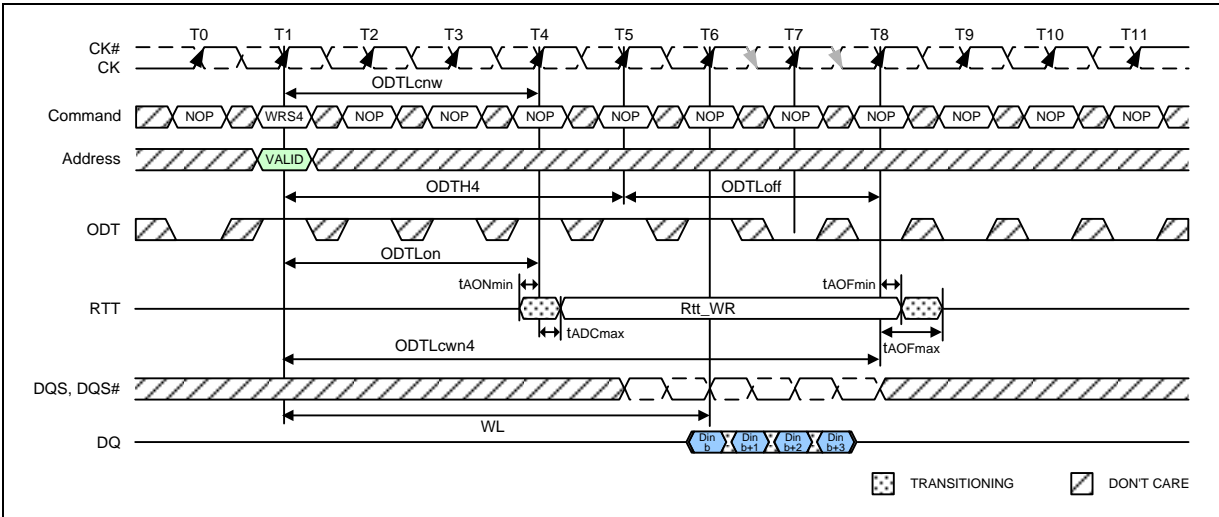 T0 T1 T2 T3 T4 T5 T6 T7 T8 T9 T10 T11
CK#
CK
ODTLcnw
Command NOP WRS4 NOP NOP NOP NOP NOP NOP NOP NOP NOP NOP
Address VALID
ODTH4 ODTLoff
ODT
ODTLon
tAONmin tAOFmin
RTT Rtt_WR
tADCmax tAOFmax
ODTLcwn4
DQS, DQS#
WL
DQ Din b Din b+1 Din b+2 Din b+3
TRANSITIONING DON'T CARE